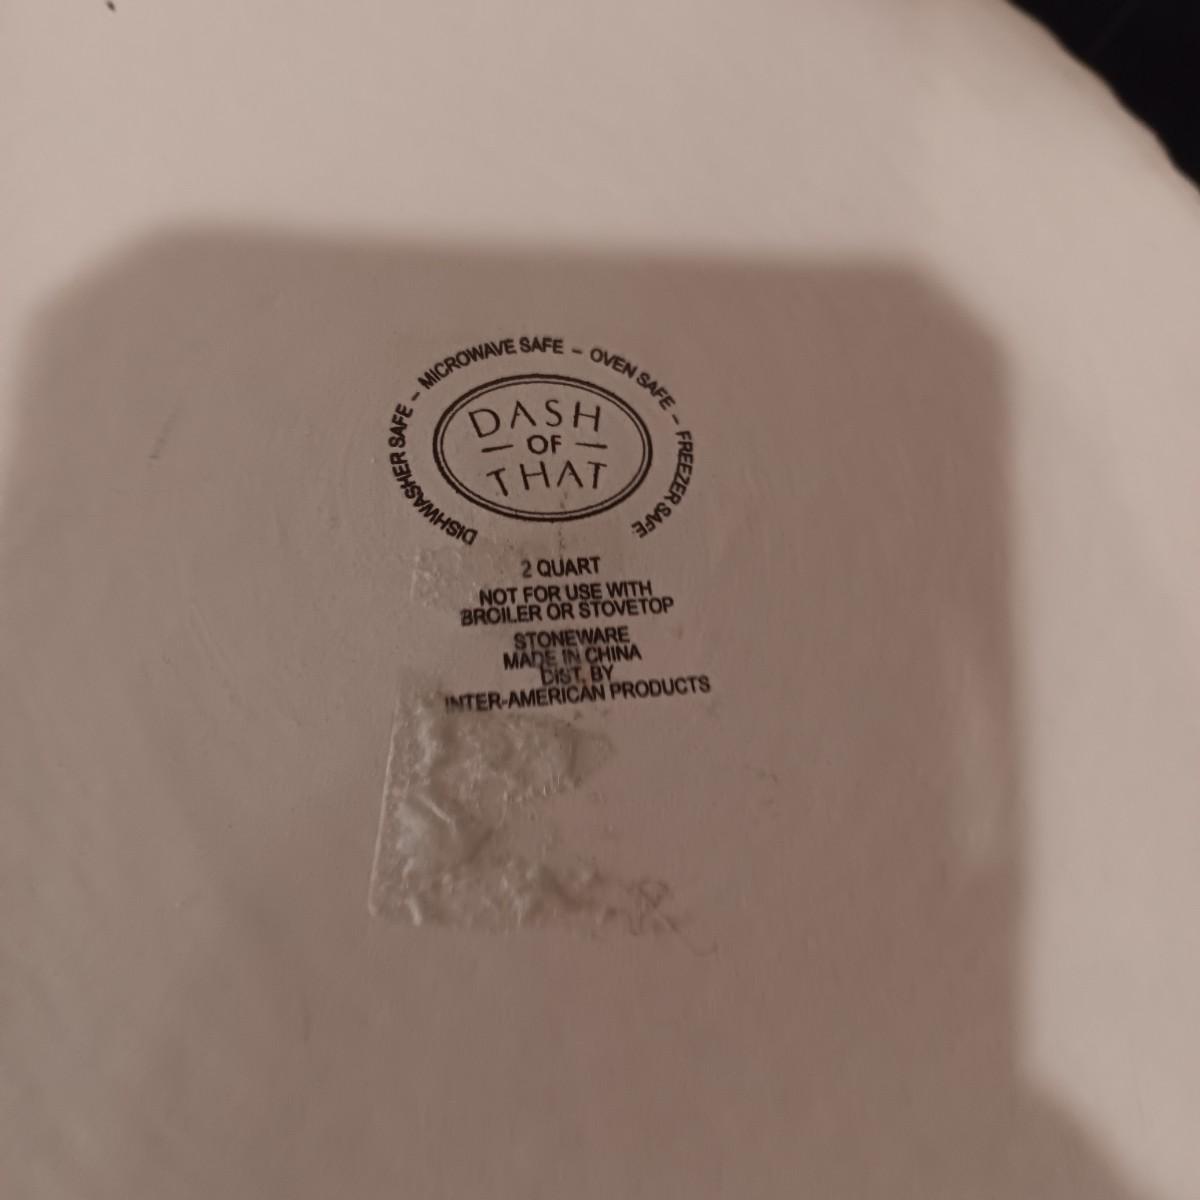 DISHWASHER SAFE – MICROWAVE SAFE – OVEN SAFE – FREEZER SAFE
DASH
– OF –
THAT
2 QUART
NOT FOR USE WITH
BROILER OR STOVETOP
STONEWARE
MADE IN CHINA
DIST. BY
INTER-AMERICAN PRODUCTS